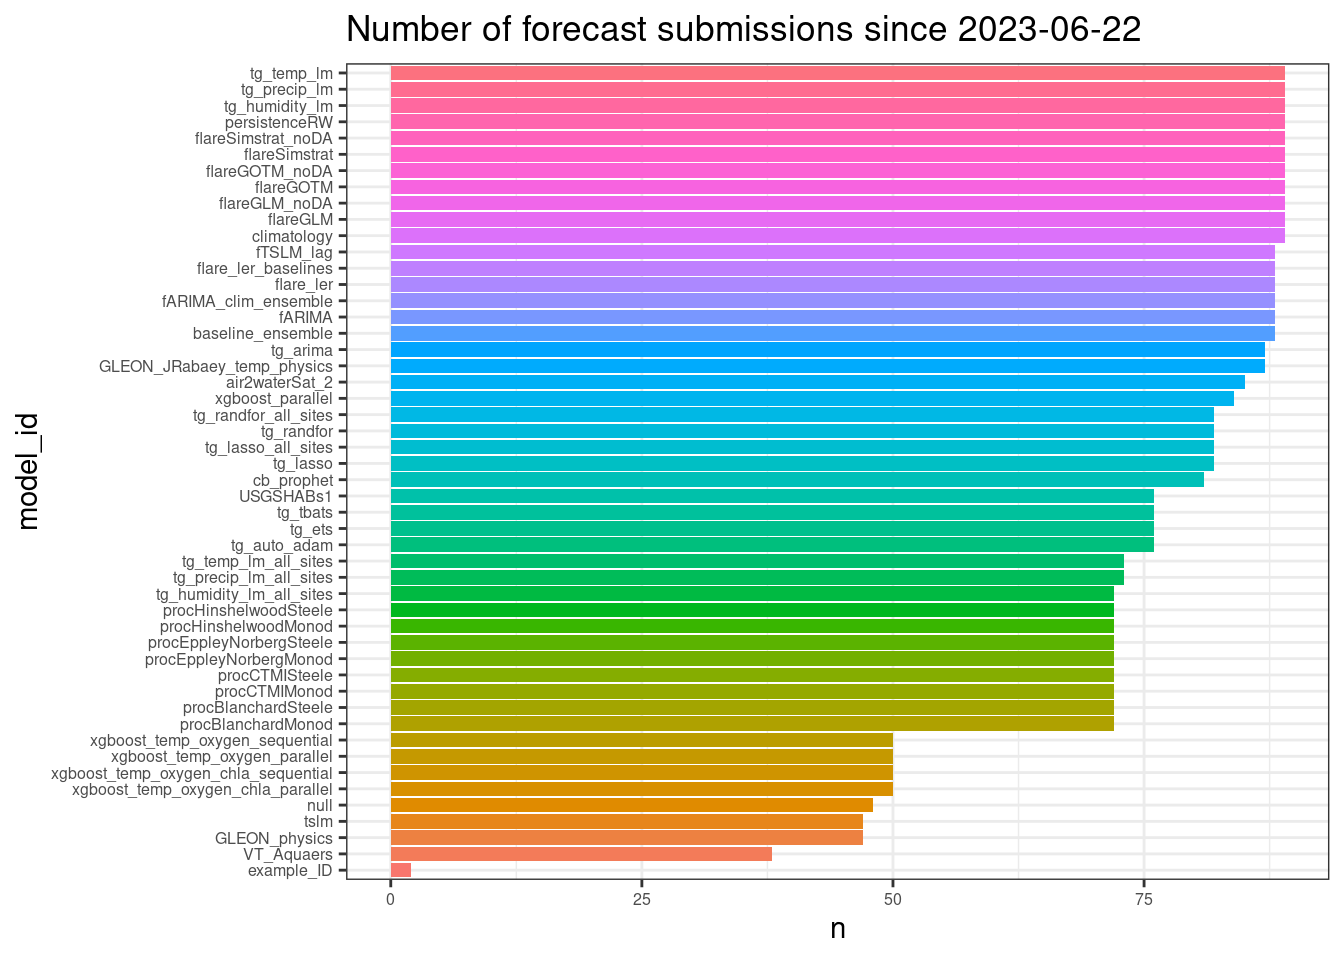 Number of forecast submissions since 2023-06-22
tg_temp_lm
tg_precip_lm
tg_humidity_lm
persistenceRW
flareSimstrat_noDA
flareSimstrat
flareGOTM_noDA
flareGOTM
flareGLM_noDA
flareGLM
climatology
fTSLM_lag
flare_ler_baselines
flare_ler
fARIMA_clim_ensemble
fARIMA
baseline_ensemble
tg_arima
GLEON_JRabaey_temp_physics
air2waterSat_2
xgboost_parallel
tg_randfor_all_sites
tg_randfor
tg_lasso_all_sites
tg_lasso
cb_prophet
USGSHABs1
tg_tbats
tg_ets
tg_auto_adam
tg_temp_lm_all_sites
tg_precip_lm_all_sites
tg_humidity_lm_all_sites
procHinshelwoodSteele
procHinshelwoodMonod
procEppleyNorbergSteele
procEppleyNorbergMonod
procCTMISteele
procCTMIMonod
procBlanchardSteele
procBlanchardMonod
xgboost_temp_oxygen_sequential
xgboost_temp_oxygen_parallel
xgboost_temp_oxygen_chla_sequential
xgboost_temp_oxygen_chla_parallel
null
tslm
GLEON_physics
VT_Aquaers
example_ID
model_id
0 25 50 75
n